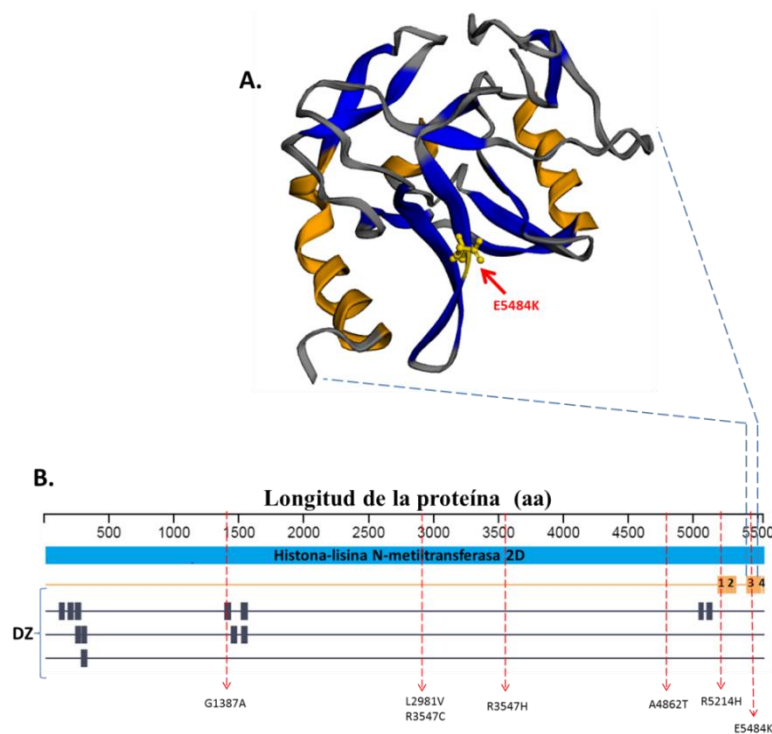 A.
E5484K
B.
Longitud de la proteína (aa)
500 1000 1500 2000 2500 3000 3500 4000 4500 5000 5500
Histona-lisina N-metiltransferasa 2D
1 2 3 4
DZ
G1387A L2981V R3547H A4862T R5214H
R3547C
E5484K